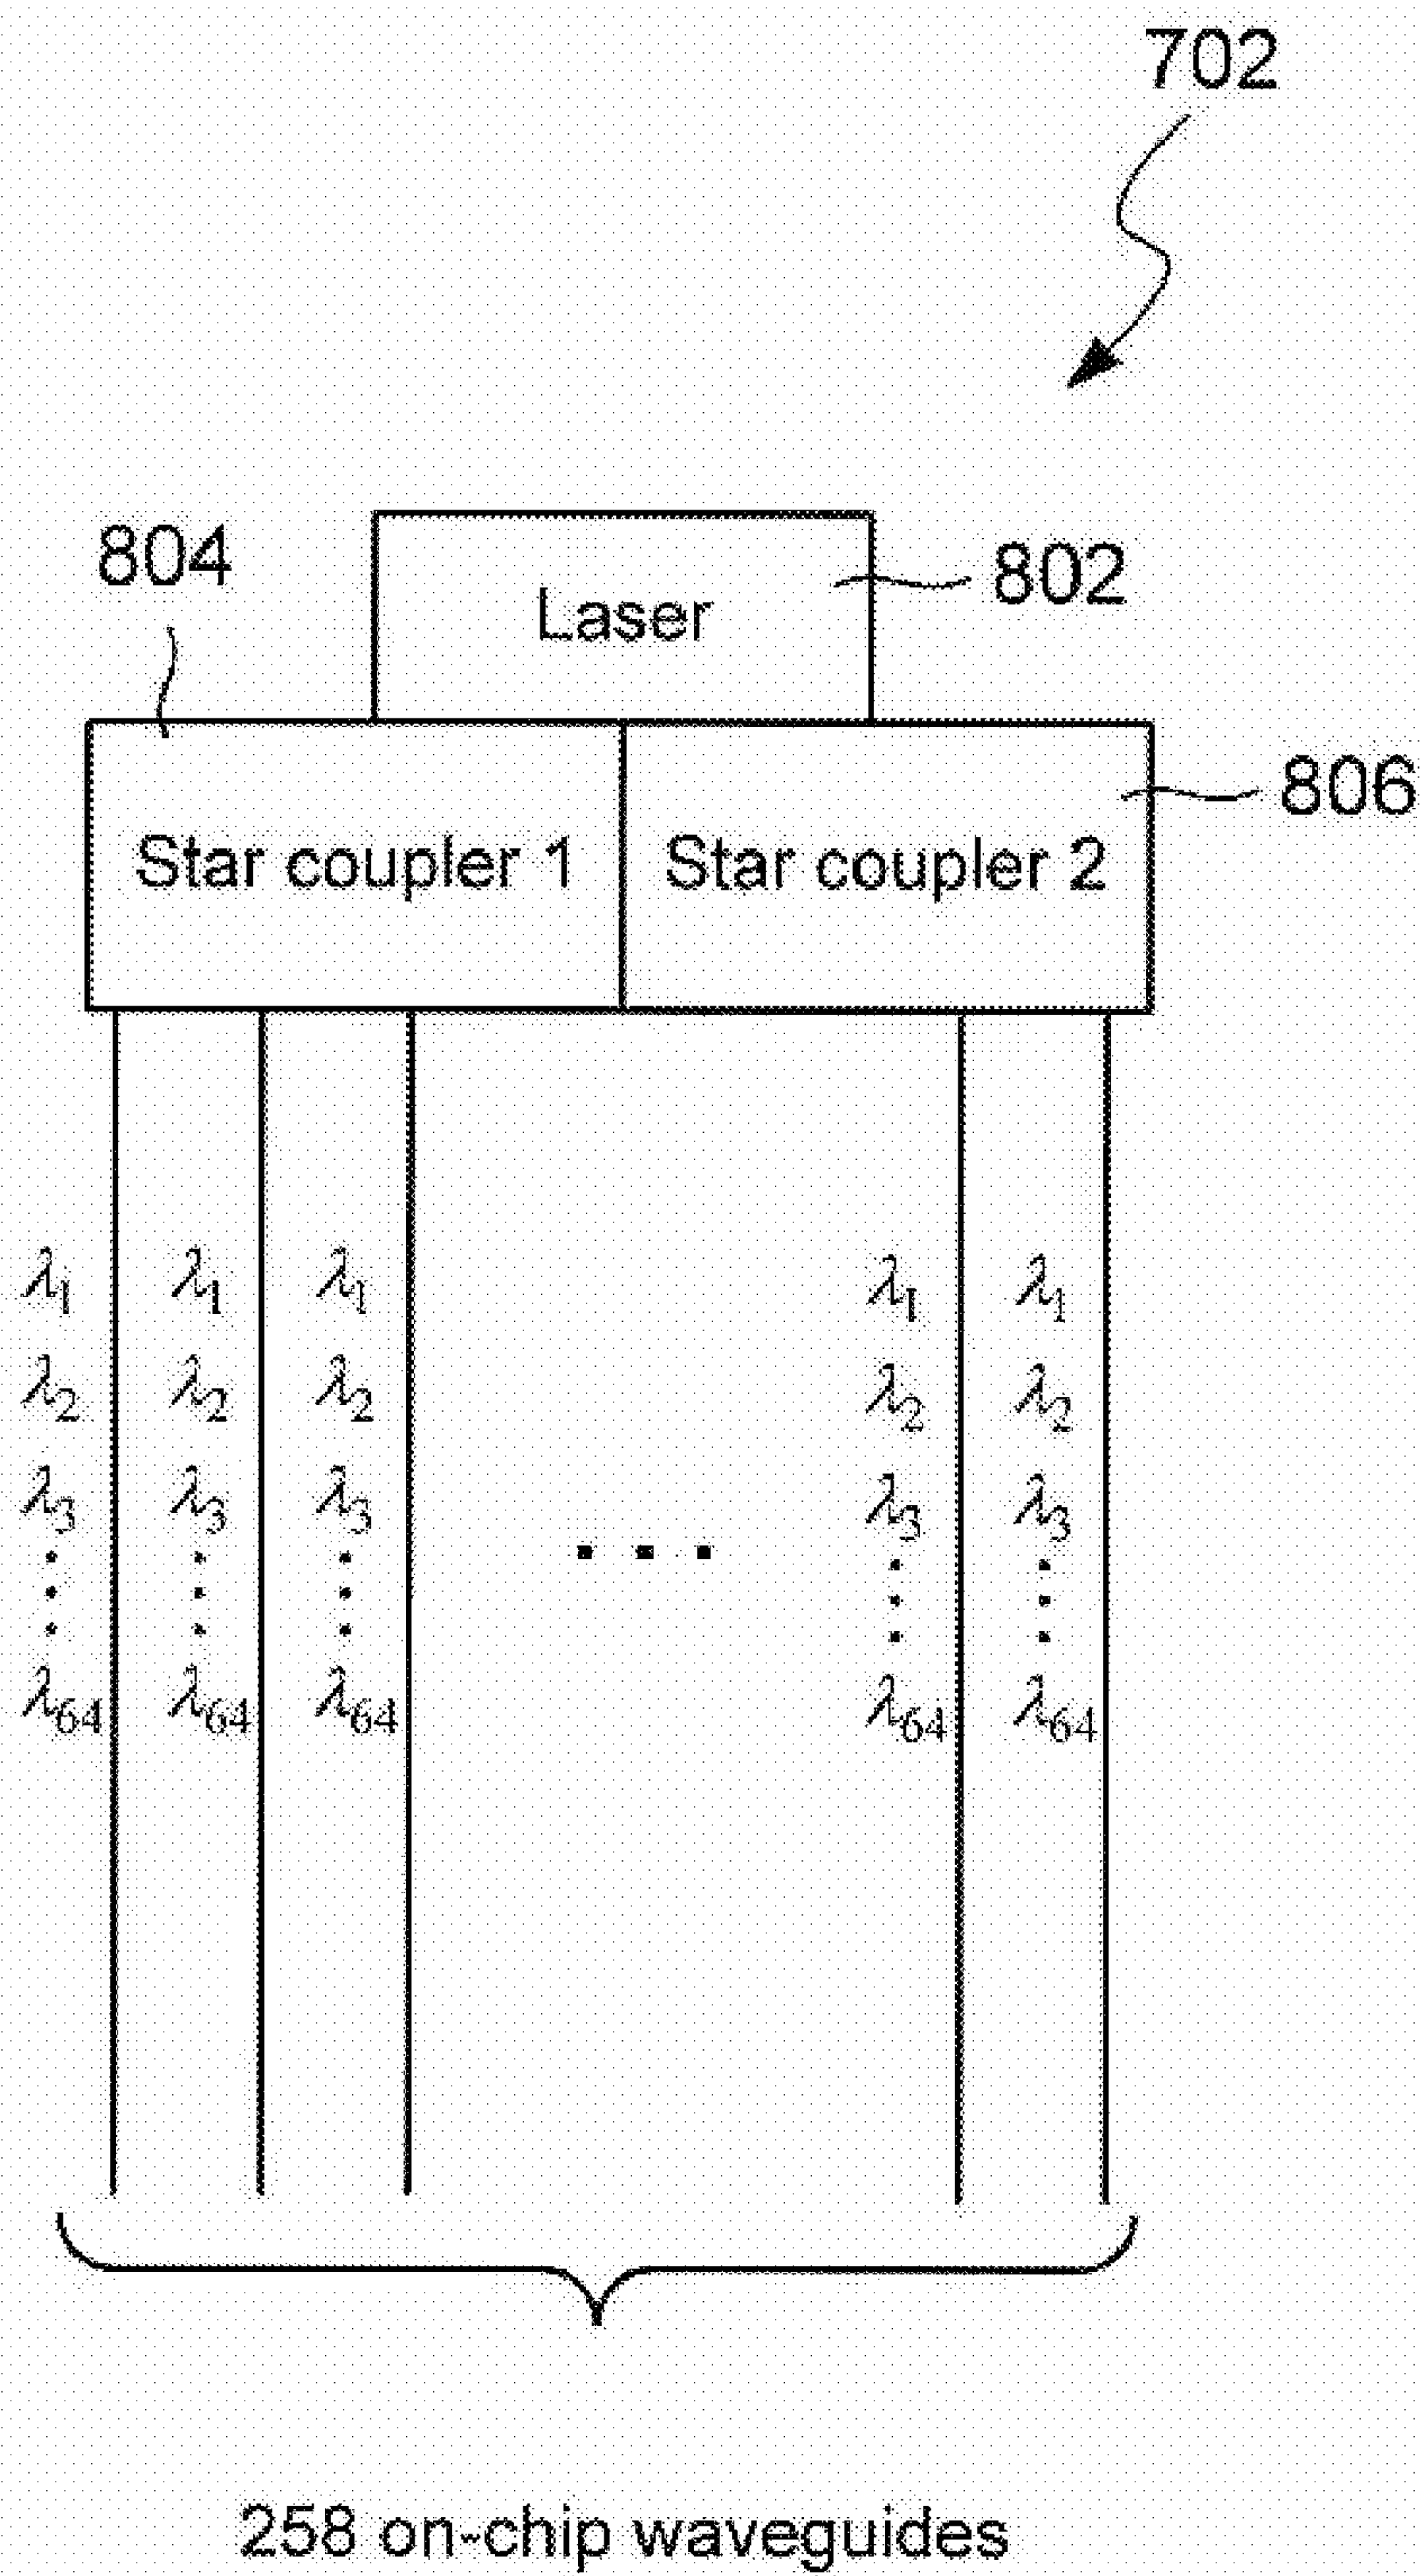 702
804
Laser
802
Star coupler 1
Star coupler 2
806
λ1 λ1 λ1 λ1 λ1
λ2 λ2 λ2 λ2 λ2
λ3 λ3 λ3 . . . λ3 λ3
λ64 λ64 λ64 λ64 λ64
258 on-chip waveguides